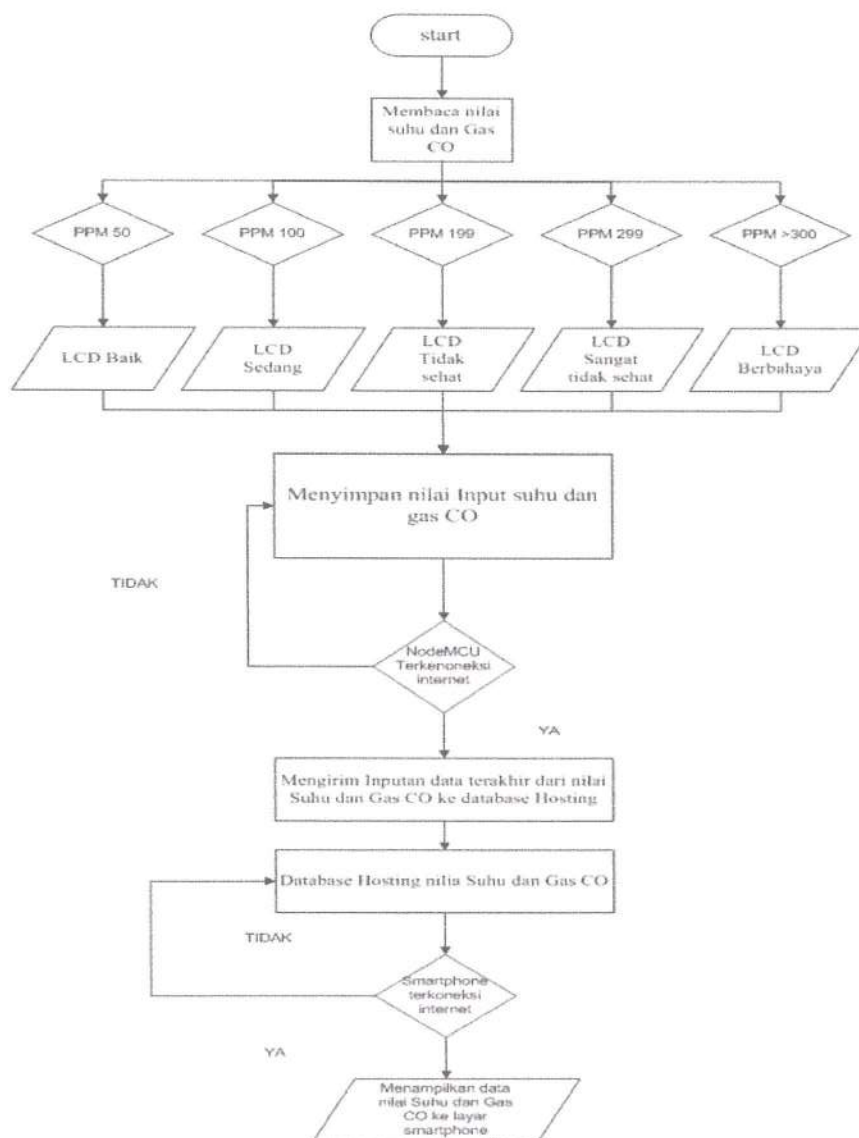 start
Membaca nilai
suhu dan Gas
CO
PPM 50
PPM 100
PPM 199
PPM 299
PPM >300
LCD Baik
LCD
Sedang
LCD
Tidak
sehat
LCD
Sangat
tidak sehat
LCD
Berbahaya
Menyimpan nilai Input suhu dan
gas CO
TIDAK
NodeMCU
Terkenoneksi
internet
YA
Mengirim Inputan data terakhir dari nilai
Suhu dan Gas CO ke database Hosting
Database Hosting nilia Suhu dan Gas CO
TIDAK
Smartphone
terkoneksi
internet
YA
Menampilkan data
nilai Suhu dan Gas
CO ke layar
smartphone